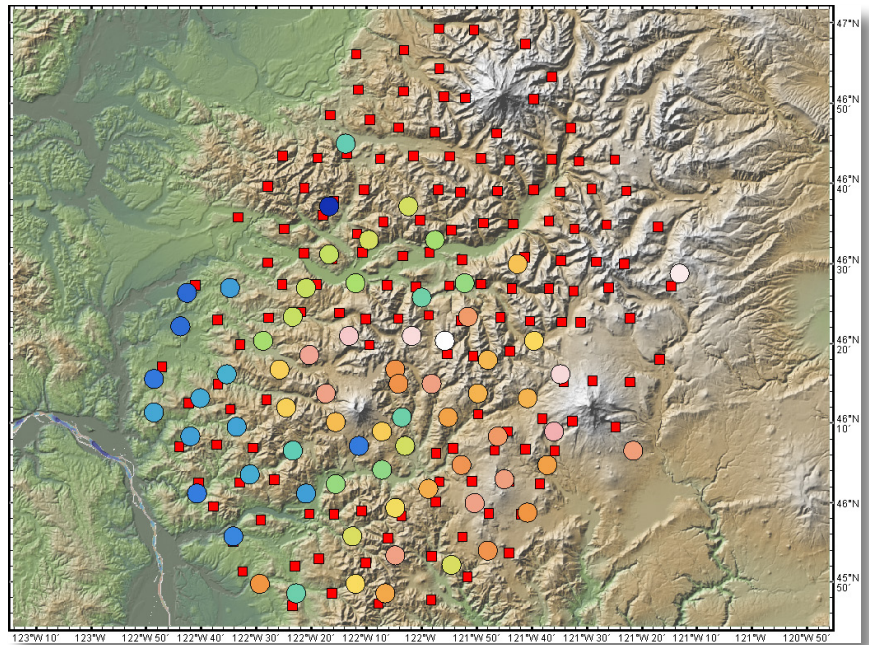 47°N
46°N
50'
46°N
40'
46°N
30'
46°N
20'
46°N
10'
46°N
45°N
50'
123°W 10'
123°W
122°W 50'
122°W 40'
122°W 30'
122°W 20'
122°W 10'
122°W
121°W 50'
121°W 40'
121°W 30'
121°W 20'
121°W 10'
121°W
120°W 50'